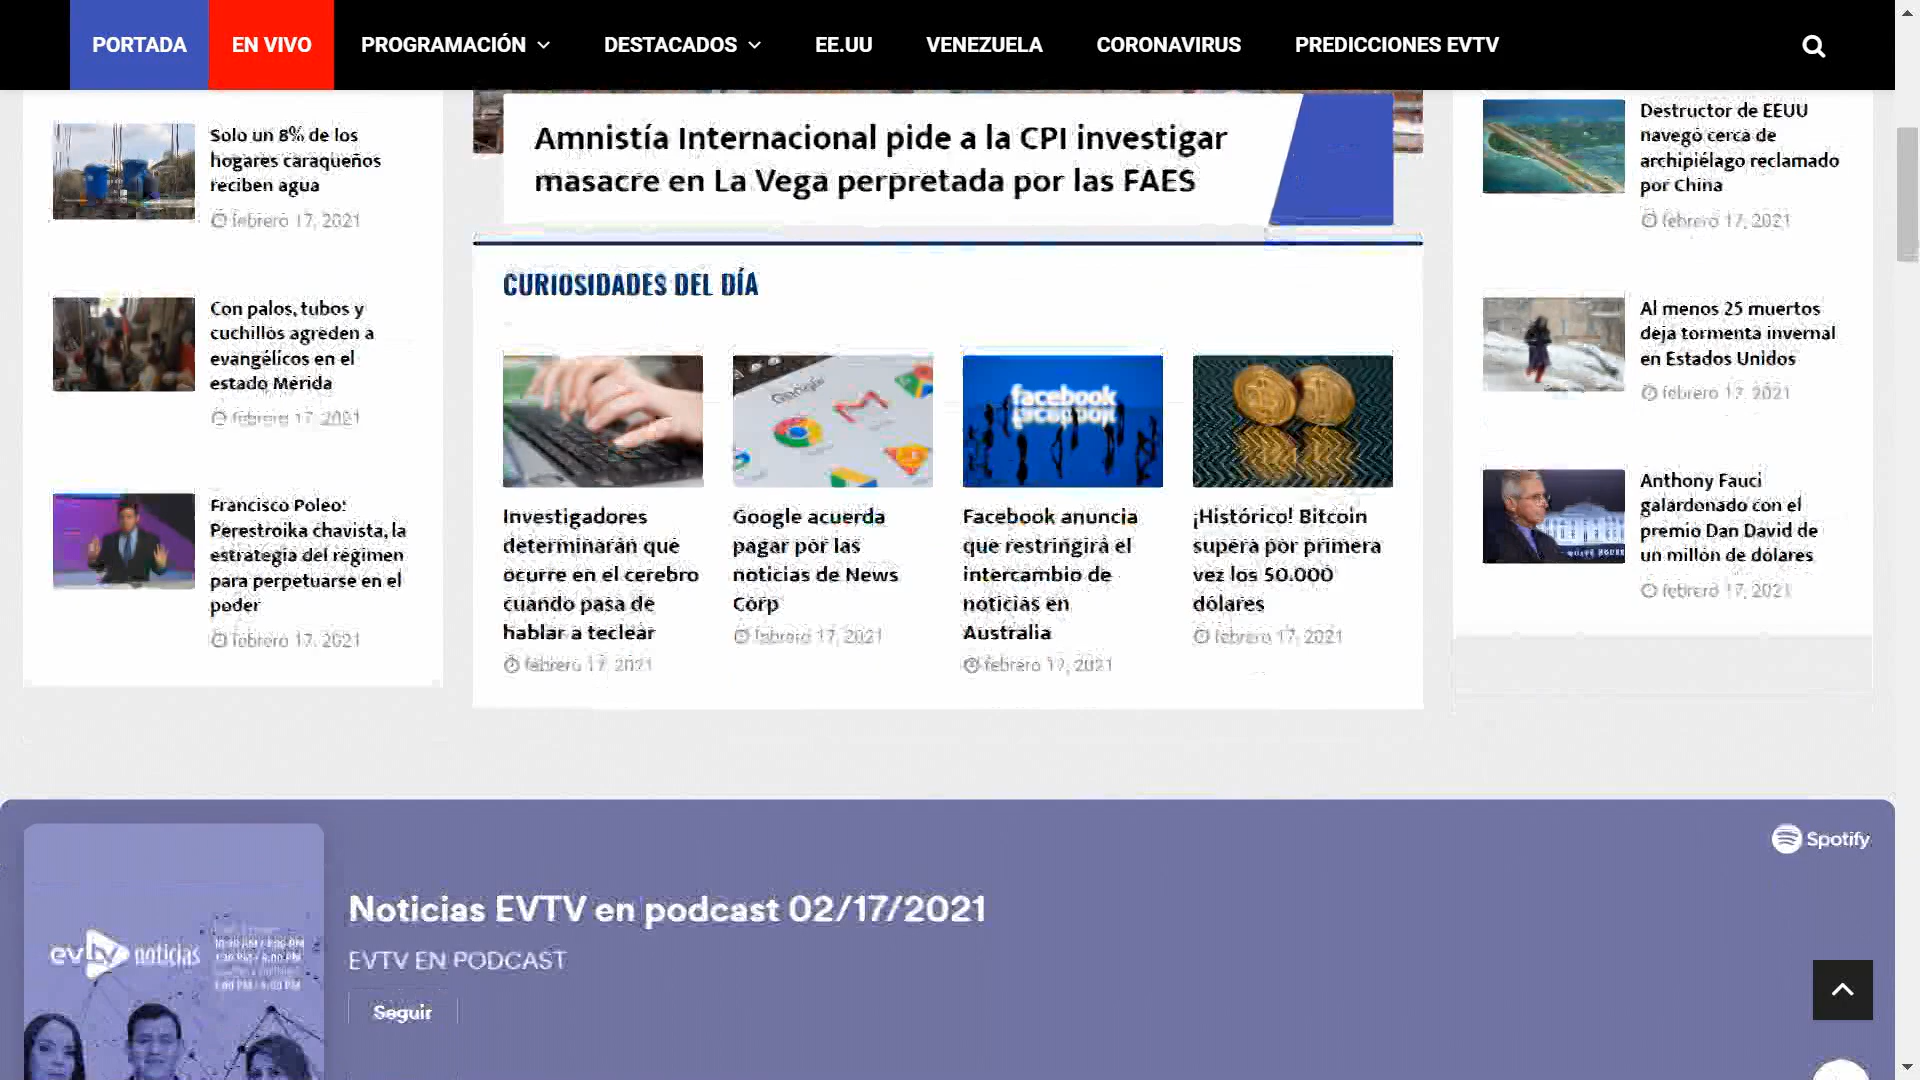 PORTADA
EN VIVO
PROGRAMACIÓN
DESTACADOS
EE.UU
VENEZUELA
CORONAVIRUS
PREDICCIONES EVTV
Solo un 8% de los
hogares caraqueños
reciben agua
febrero 17, 2021
Con palos, tubos y
cuchillos agreden a
evangélicos en el
estado Mérida
febrero 17, 2021
Francisco Poleo:
Perestroika chavista, la
estrategia del régimen
para perpetuarse en el
poder
febrero 17, 2021
Amnistía Internacional pide a la CPI investigar
masacre en La Vega perpretada por las FAES
CURIOSIDADES DEL DÍA
Google
facebook
Investigadores
determinarán qué
ocurre en el cerebro
cuando pasa de
hablar a teclear
febrero 17, 2021
Google acuerda
pagar por las
noticias de News
Corp
febrero 17, 2021
Facebook anuncia
que restringirá el
intercambio de
noticias en
Australia
febrero 17, 2021
¡Histórico! Bitcoin
supera por primera
vez los 50.000
dólares
febrero 17, 2021
Destructor de EEUU
navegó cerca de
archipiélago reclamado
por China
febrero 17, 2021
Al menos 25 muertos
deja tormenta invernal
en Estados Unidos
febrero 17, 2021
Anthony Fauci
galardonado con el
premio Dan David de
un millón de dólares
febrero 17, 2021
Spotify
Noticias EVTV en podcast 02/17/2021
EVTV EN PODCAST
Seguir
evtv noticias